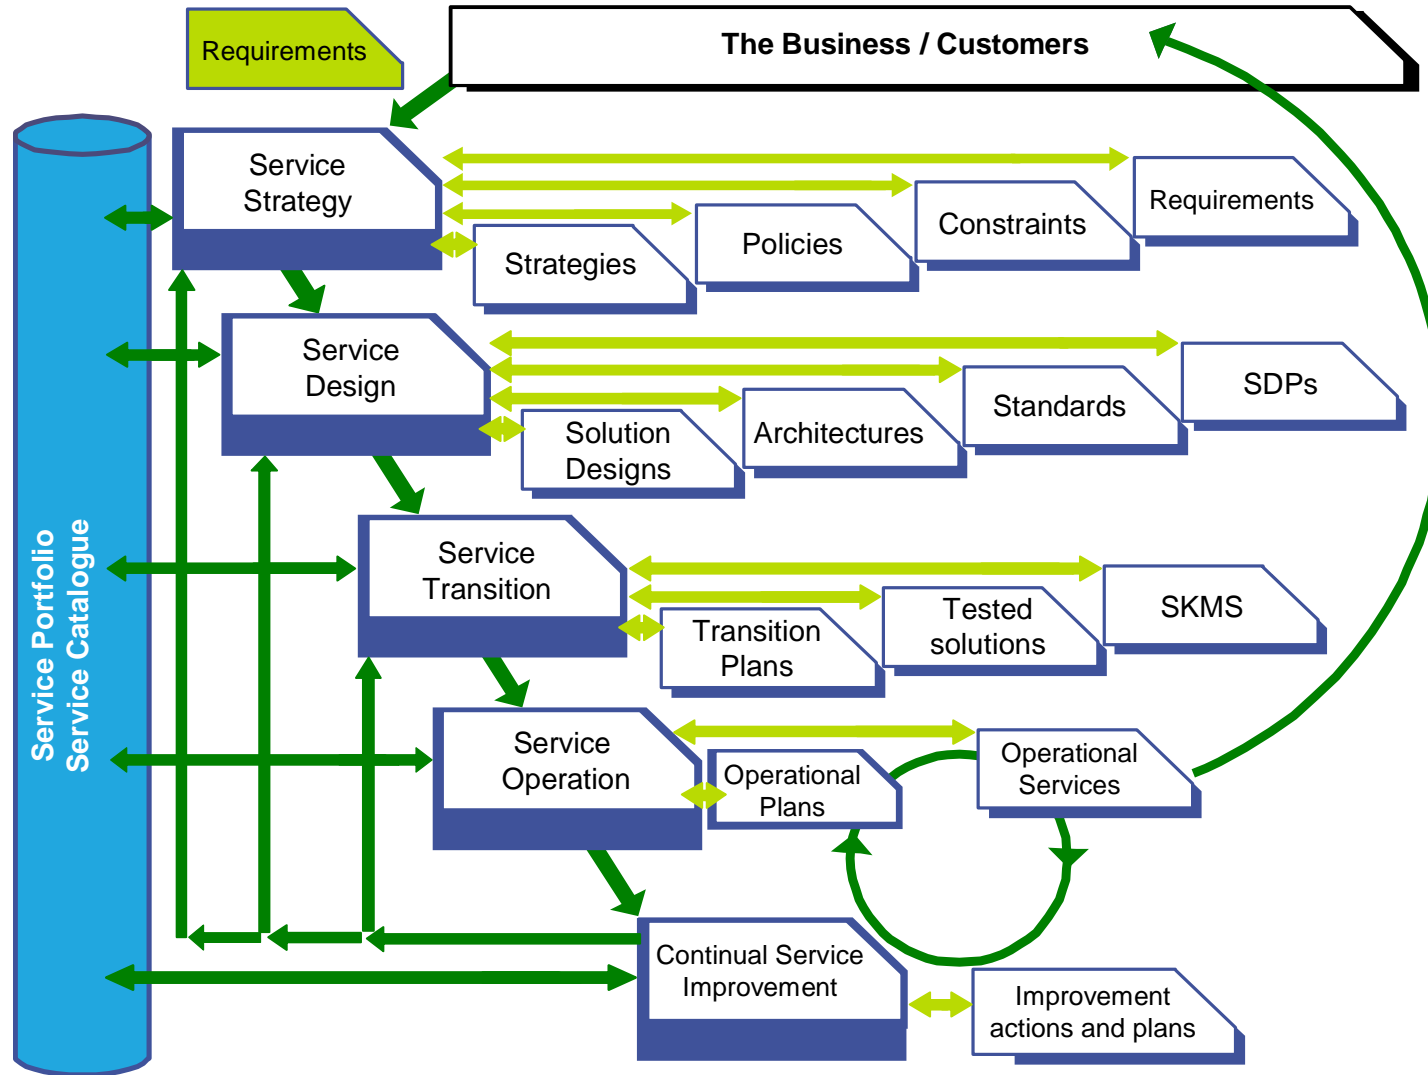 Requirements
The Business / Customers
Service
Strategy
Strategies
Policies
Constraints
Requirements
Service
Design
Solution
Designs
Architectures
Standards
SDPs
Service
Transition
Transition
Plans
Tested
solutions
SKMS
Service
Operation
Operational
Plans
Operational
Services
Continual Service
Improvement
Improvement
actions and plans
Service Portfolio
Service Catalogue